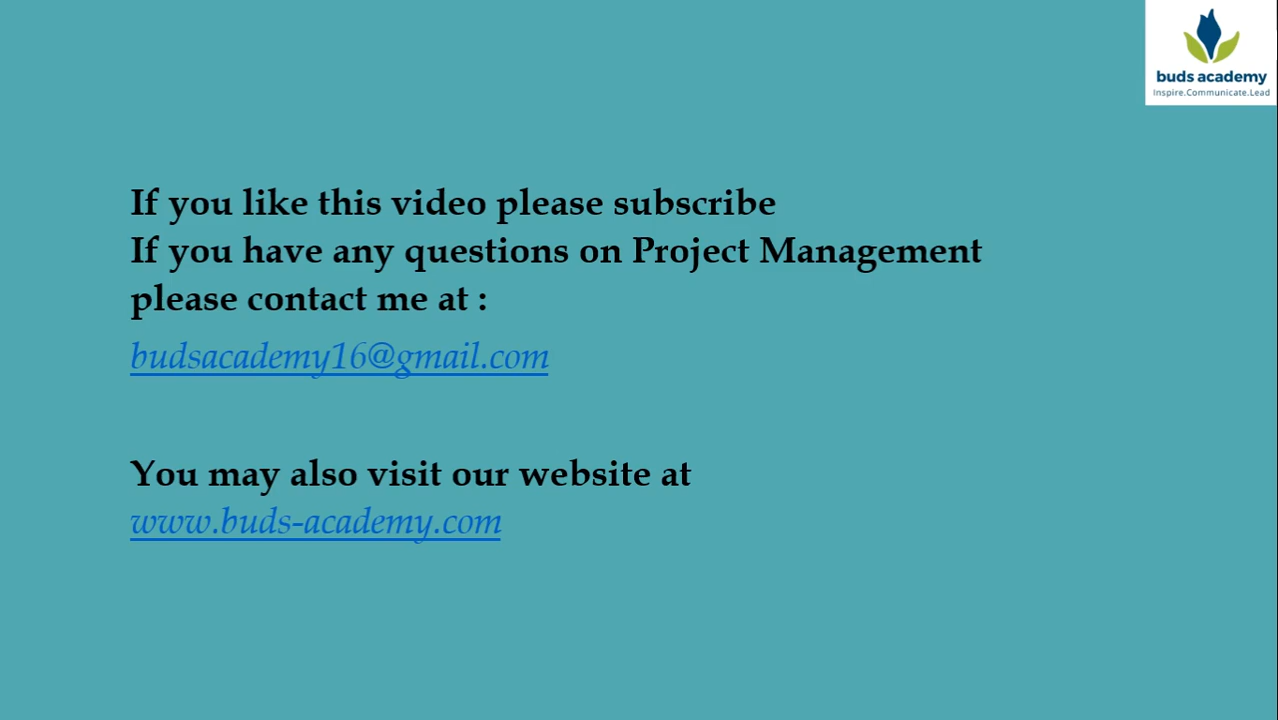 buds academy
Inspire.Communicate.Lead
If you like this video please subscribe
If you have any questions on Project Management
please contact me at :
budsacademy16@gmail.com
You may also visit our website at
www.buds-academy.com